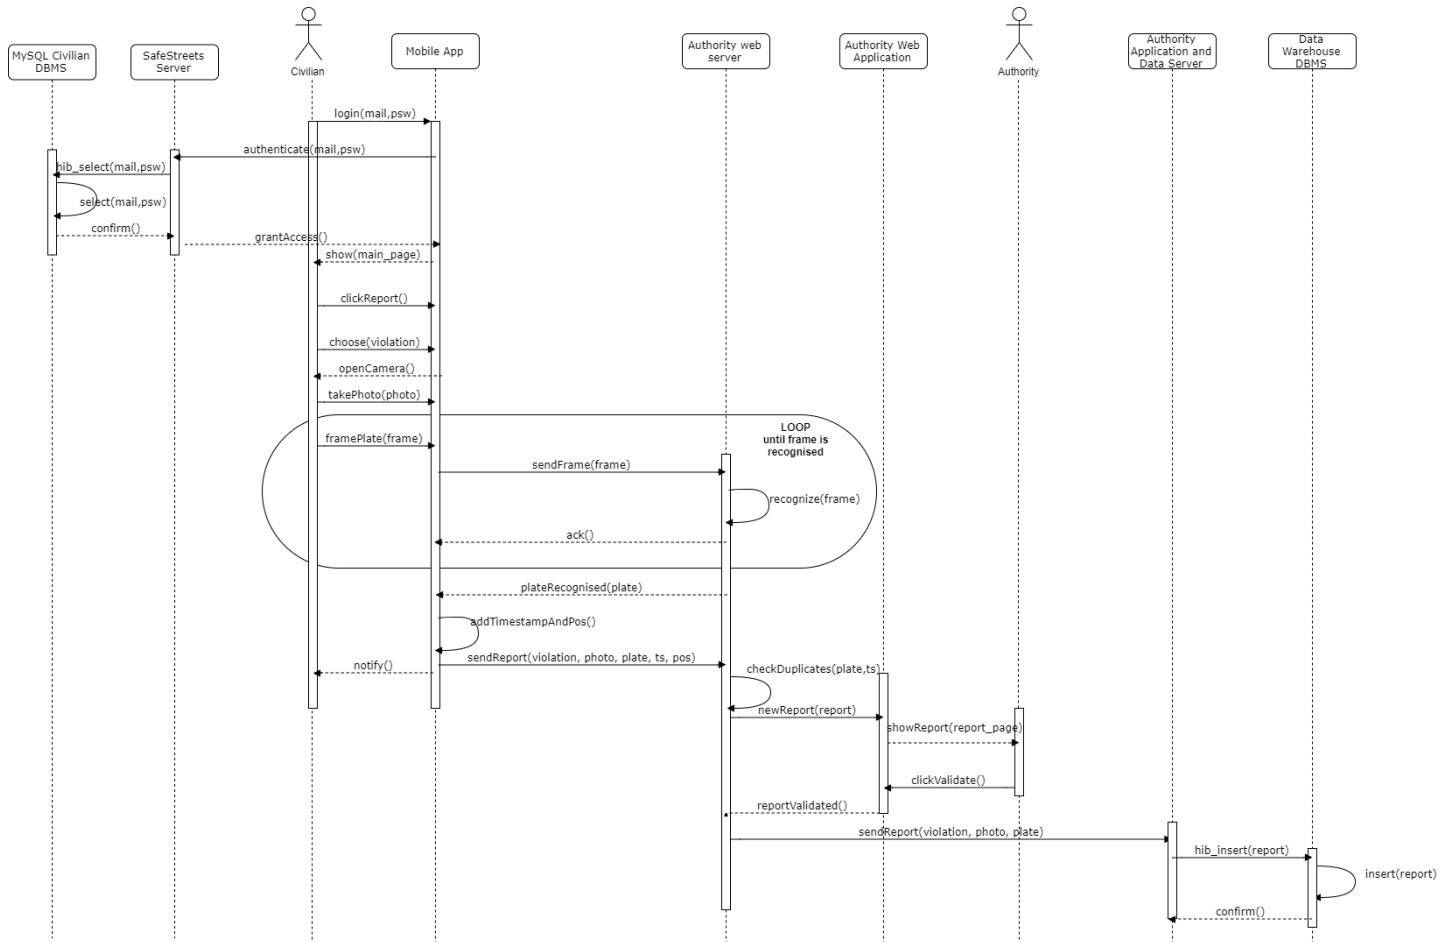 MySQL Civilian
DBMS
SafeStreets
Server
Civilian
Mobile App
Authority web
server
Authority Web
Application
Authority
Authority
Application and
Data Server
Data
Warehouse
DBMS
login(mail,psw)
authenticate(mail,psw)
hib_select(mail,psw)
select(mail,psw)
confirm()
grantAccess()
show(main_page)
clickReport()
choose(violation)
openCamera()
takePhoto(photo)
LOOP
until frame is
recognised
framePlate(frame)
sendFrame(frame)
recognize(frame)
ack()
plateRecognised(plate)
addTimestampAndPos()
sendReport(violation, photo, plate, ts, pos)
notify()
checkDuplicates(plate,ts)
newReport(report)
showReport(report_page)
clickValidate()
reportValidated()
sendReport(violation, photo, plate)
hib_insert(report)
insert(report)
confirm()